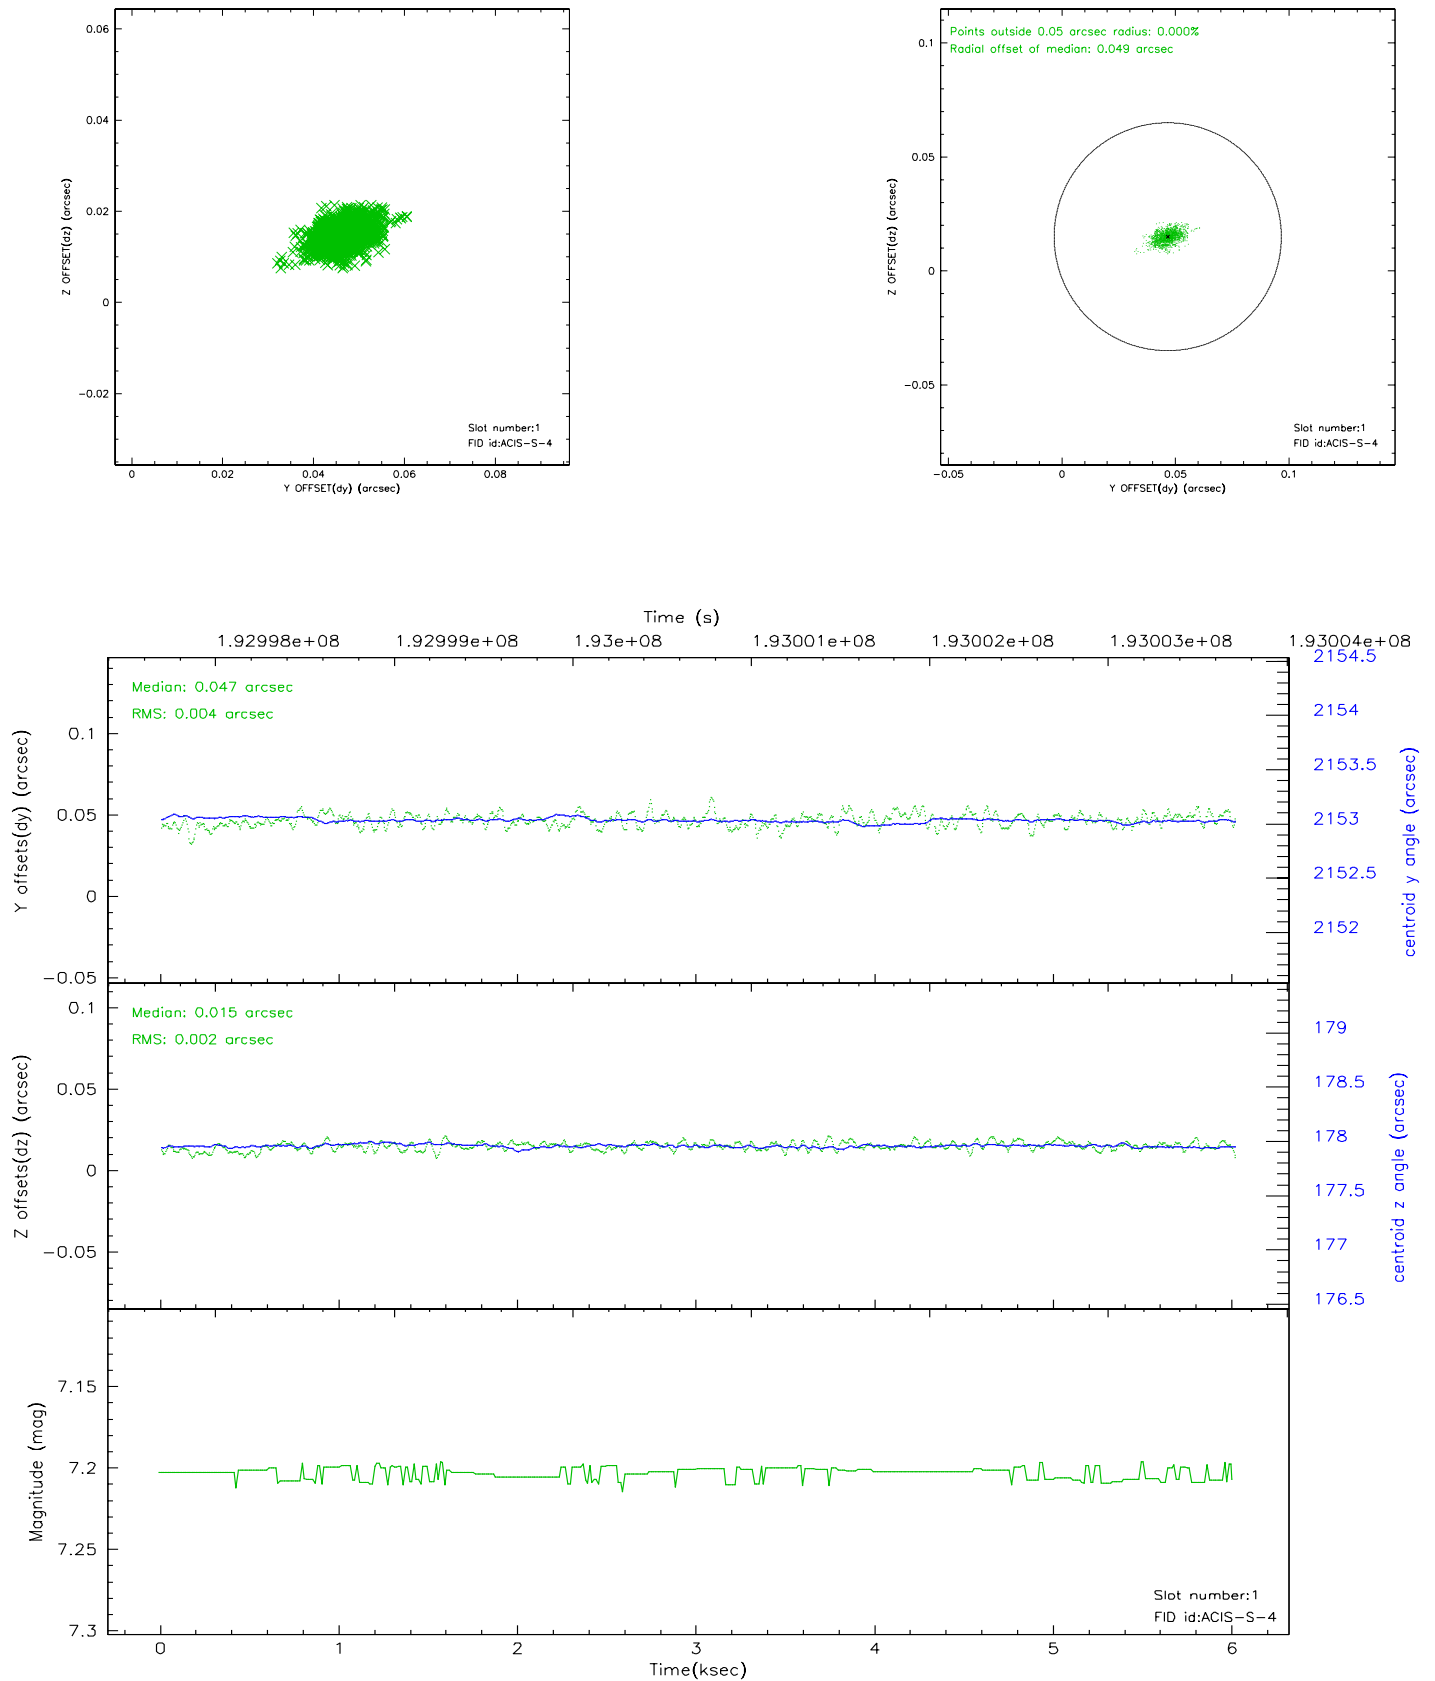 0.06
0.04
0.02
0
−0.02
Z OFFSET(dz) (arcsec)
Slot number:1
FID id:ACIS−S−4
0
0.02
0.04
0.06
0.08
Y OFFSET(dy) (arcsec)
Points outside 0.05 arcsec radius: 0.000%
Radial offset of median: 0.049 arcsec
0.1
0.05
0
−0.05
Z OFFSET(dz) (arcsec)
Slot number:1
FID id:ACIS−S−4
−0.05
0
0.05
0.1
Y OFFSET(dy) (arcsec)
Time (s)
1.92998e+08
1.92999e+08
1.93e+08
1.93001e+08
1.93002e+08
1.93003e+08
1.93004e+08
Median: 0.047 arcsec
RMS: 0.004 arcsec
0.1
0.05
0
−0.05
Y offsets(dy) (arcsec)
2154.5
2154
2153.5
2153
2152.5
2152
centroid y angle (arcsec)
Median: 0.015 arcsec
RMS: 0.002 arcsec
0.1
0.05
0
−0.05
Z offsets(dz) (arcsec)
179
178.5
178
177.5
177
176.5
centroid z angle (arcsec)
7.15
7.2
7.25
7.3
Magnitude (mag)
Slot number:1
FID id:ACIS−S−4
0
1
2
3
4
5
6
Time(ksec)